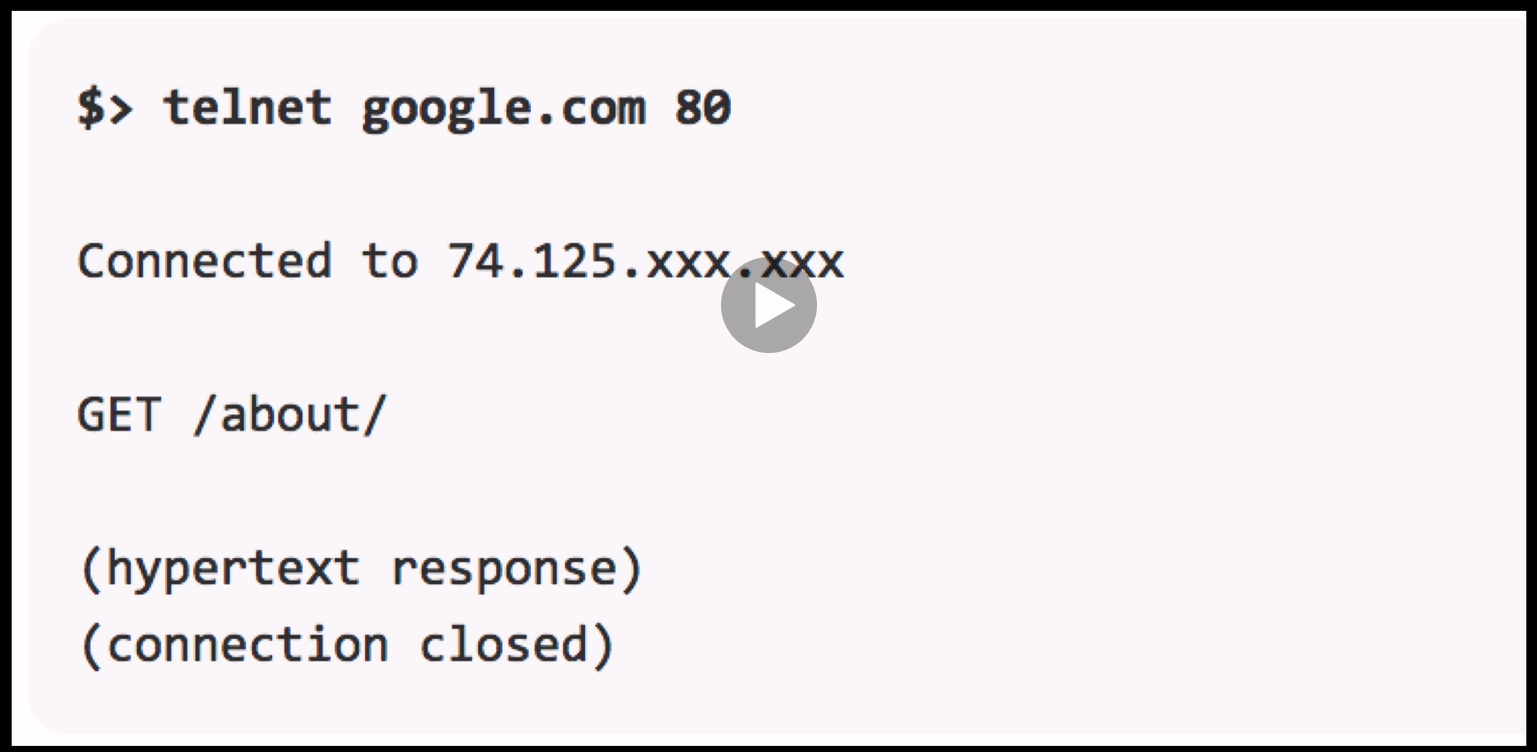 $> telnet google.com 80
Connected to 74.125.xxx.xxx
GET /about/
(hypertext response)
(connection closed)